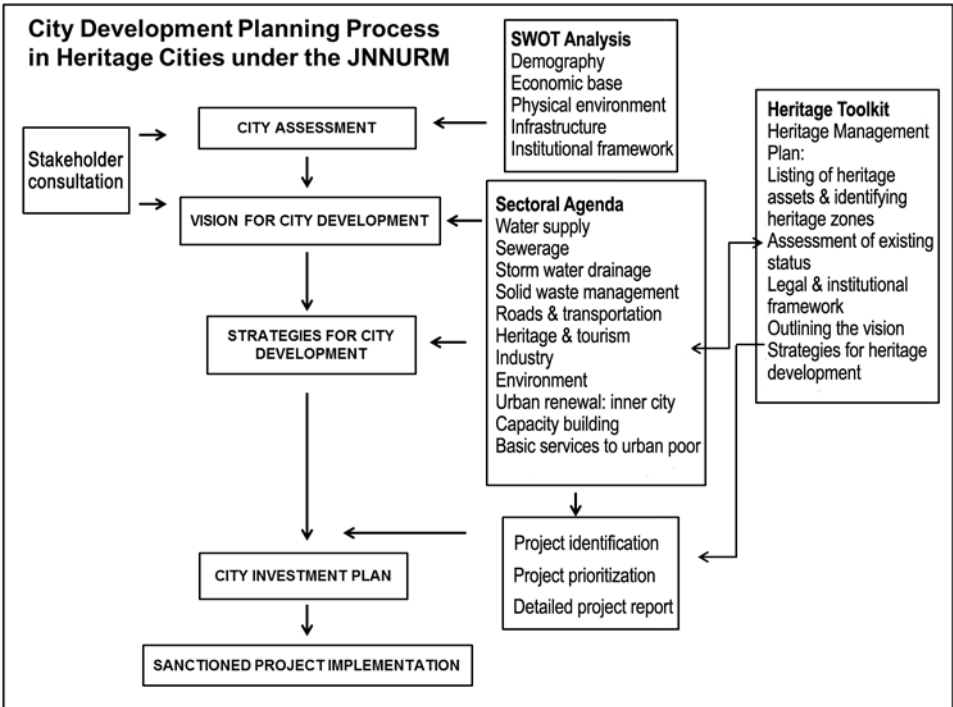 City Development Planning Process
in Heritage Cities under the JNNURM
SWOT Analysis
Demography
Economic base
Physical environment
Infrastructure
Institutional framework
Stakeholder
consultation
CITY ASSESSMENT
VISION FOR CITY DEVELOPMENT
STRATEGIES FOR CITY
DEVELOPMENT
CITY INVESTMENT PLAN
SANCTIONED PROJECT IMPLEMENTATION
Sectoral Agenda
Water supply
Sewerage
Storm water drainage
Solid waste management
Roads & transportation
Heritage & tourism
Industry
Environment
Urban renewal: inner city
Capacity building
Basic services to urban poor
Project identification
Project prioritization
Detailed project report
Heritage Toolkit
Heritage Management
Plan:
Listing of heritage
assets & identifying
heritage zones
Assessment of existing
status
Legal & institutional
framework
Outlining the vision
Strategies for heritage
development